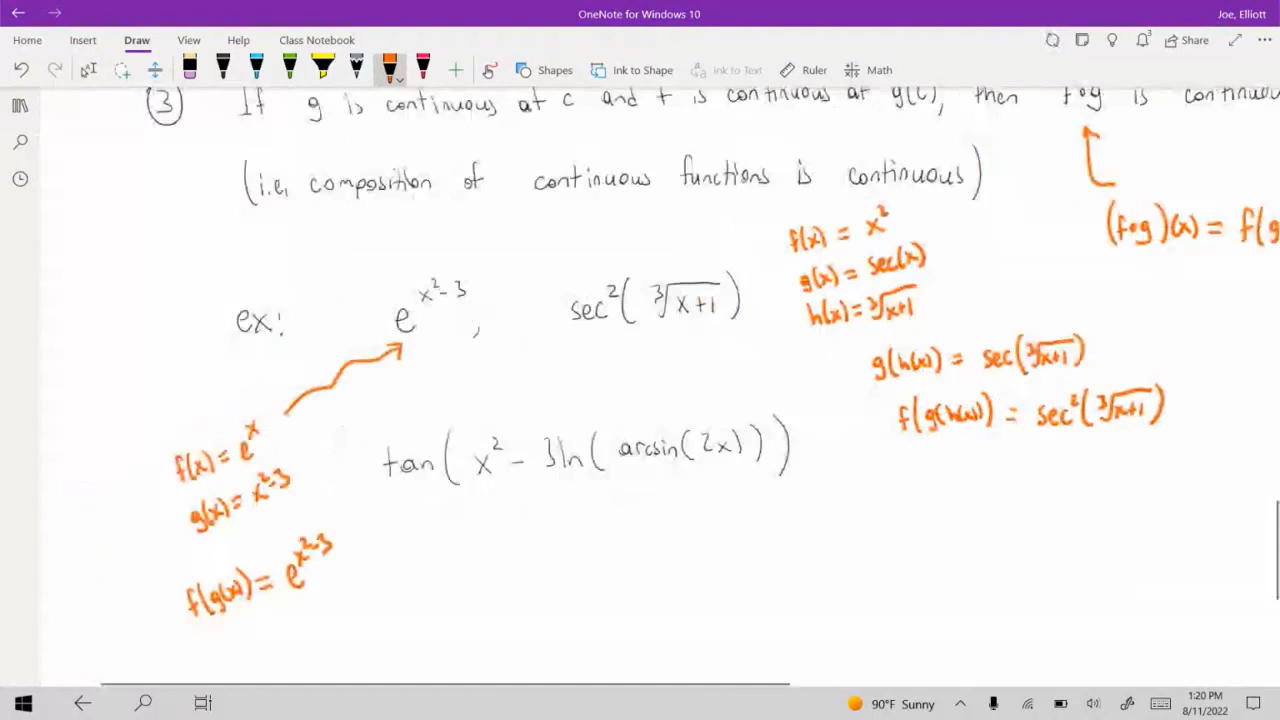 OneNote for Windows 10
Joe, Elliott
Home Insert Draw View Help Class Notebook
Share
Shapes Ink to Shape Ink to Text Ruler Math
③ If g is continuous at c and f is continuous at g(c), then fog is continuou
(i.e. composition of continuous functions is continuous)
(fog)(x) = f(g
f(x) = x²
g(x) = sec(x)
h(x) = ∛(x+1)
ex: e^(x²-3), sec²(∛(x+1))
g(h(x)) = sec(∛(x+1))
f(g(h(x))) = sec²(∛(x+1))
tan(x² - 3ln(arcsin(2x)))
f(x) = e^x
g(x) = x²-3
f(g(x)) = e^(x²-3)
90°F Sunny
1:20 PM
8/11/2022